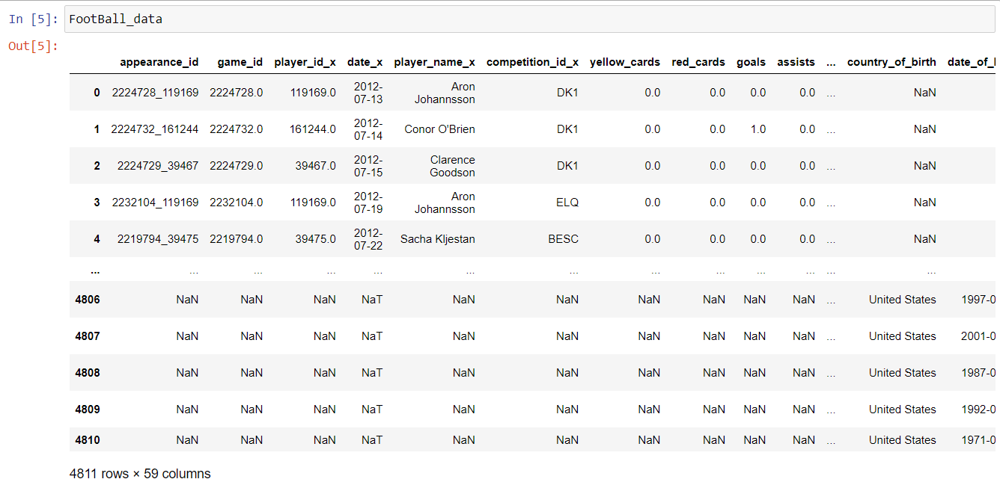 In [5]: FootBall_data
Out[5]:
appearance_id game_id player_id_x date_x player_name_x competition_id_x yellow_cards red_cards goals assists ... country_of_birth date_of_
0 2224728_119169 2224728.0 119169.0 2012-07-13 Aron Johannsson DK1 0.0 0.0 0.0 0.0 ... NaN
1 2224732_161244 2224732.0 161244.0 2012-07-14 Conor O'Brien DK1 0.0 0.0 1.0 0.0 ... NaN
2 2224729_39467 2224729.0 39467.0 2012-07-15 Clarence Goodson DK1 0.0 0.0 0.0 0.0 ... NaN
3 2232104_119169 2232104.0 119169.0 2012-07-19 Aron Johannsson ELQ 0.0 0.0 0.0 0.0 ... NaN
4 2219794_39475 2219794.0 39475.0 2012-07-22 Sacha Kljestan BESC 0.0 0.0 0.0 0.0 ... NaN
... ... ... ... ... ... ... ... ... ... ... ... ...
4806 NaN NaN NaN NaT NaN NaN NaN NaN NaN NaN ... United States 1997-0
4807 NaN NaN NaN NaT NaN NaN NaN NaN NaN NaN ... United States 2001-0
4808 NaN NaN NaN NaT NaN NaN NaN NaN NaN NaN ... United States 1987-0
4809 NaN NaN NaN NaT NaN NaN NaN NaN NaN NaN ... United States 1992-0
4810 NaN NaN NaN NaT NaN NaN NaN NaN NaN NaN ... United States 1971-0
4811 rows × 59 columns